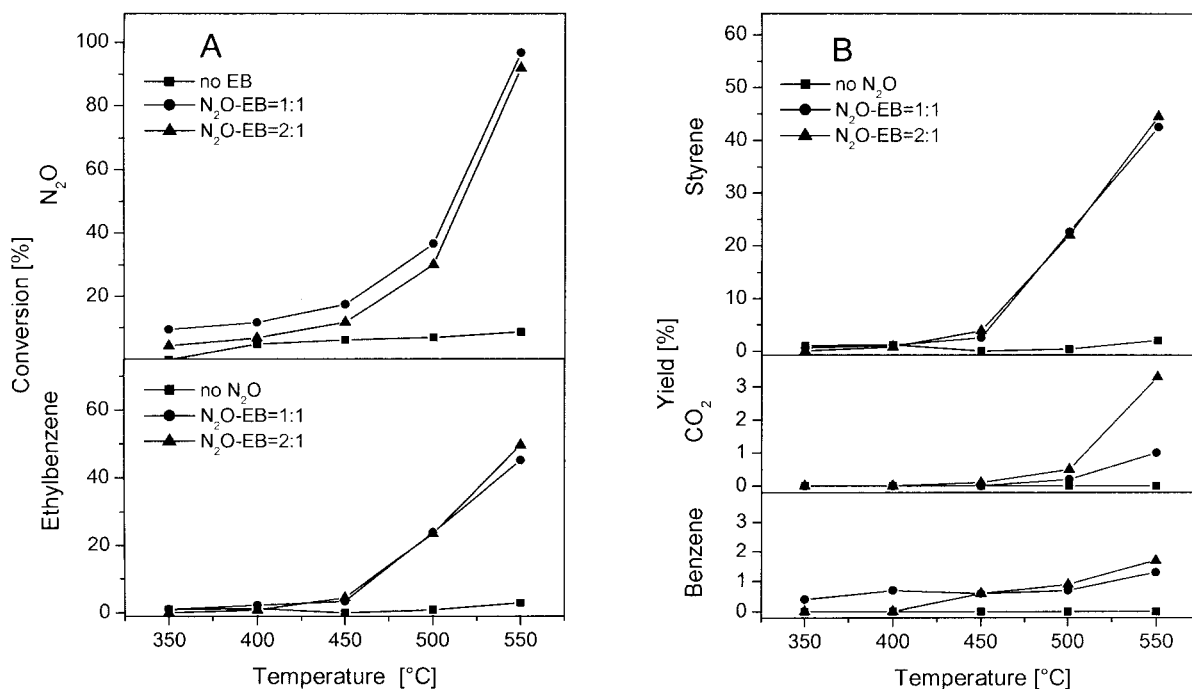 A
100
80
60
40
20
no EB
N₂O-EB=1:1
N₂O-EB=2:1
N₂O
Conversion [%]
no N₂O
N₂O-EB=1:1
N₂O-EB=2:1
60
40
20
0
Ethylbenzene
350 400 450 500 550
Temperature [°C]
B
60
50
40
30
20
10
0
no N₂O
N₂O-EB=1:1
N₂O-EB=2:1
Styrene
Yield [%]
3
2
1
0
CO₂
3
2
1
0
Benzene
350 400 450 500 550
Temperature [°C]